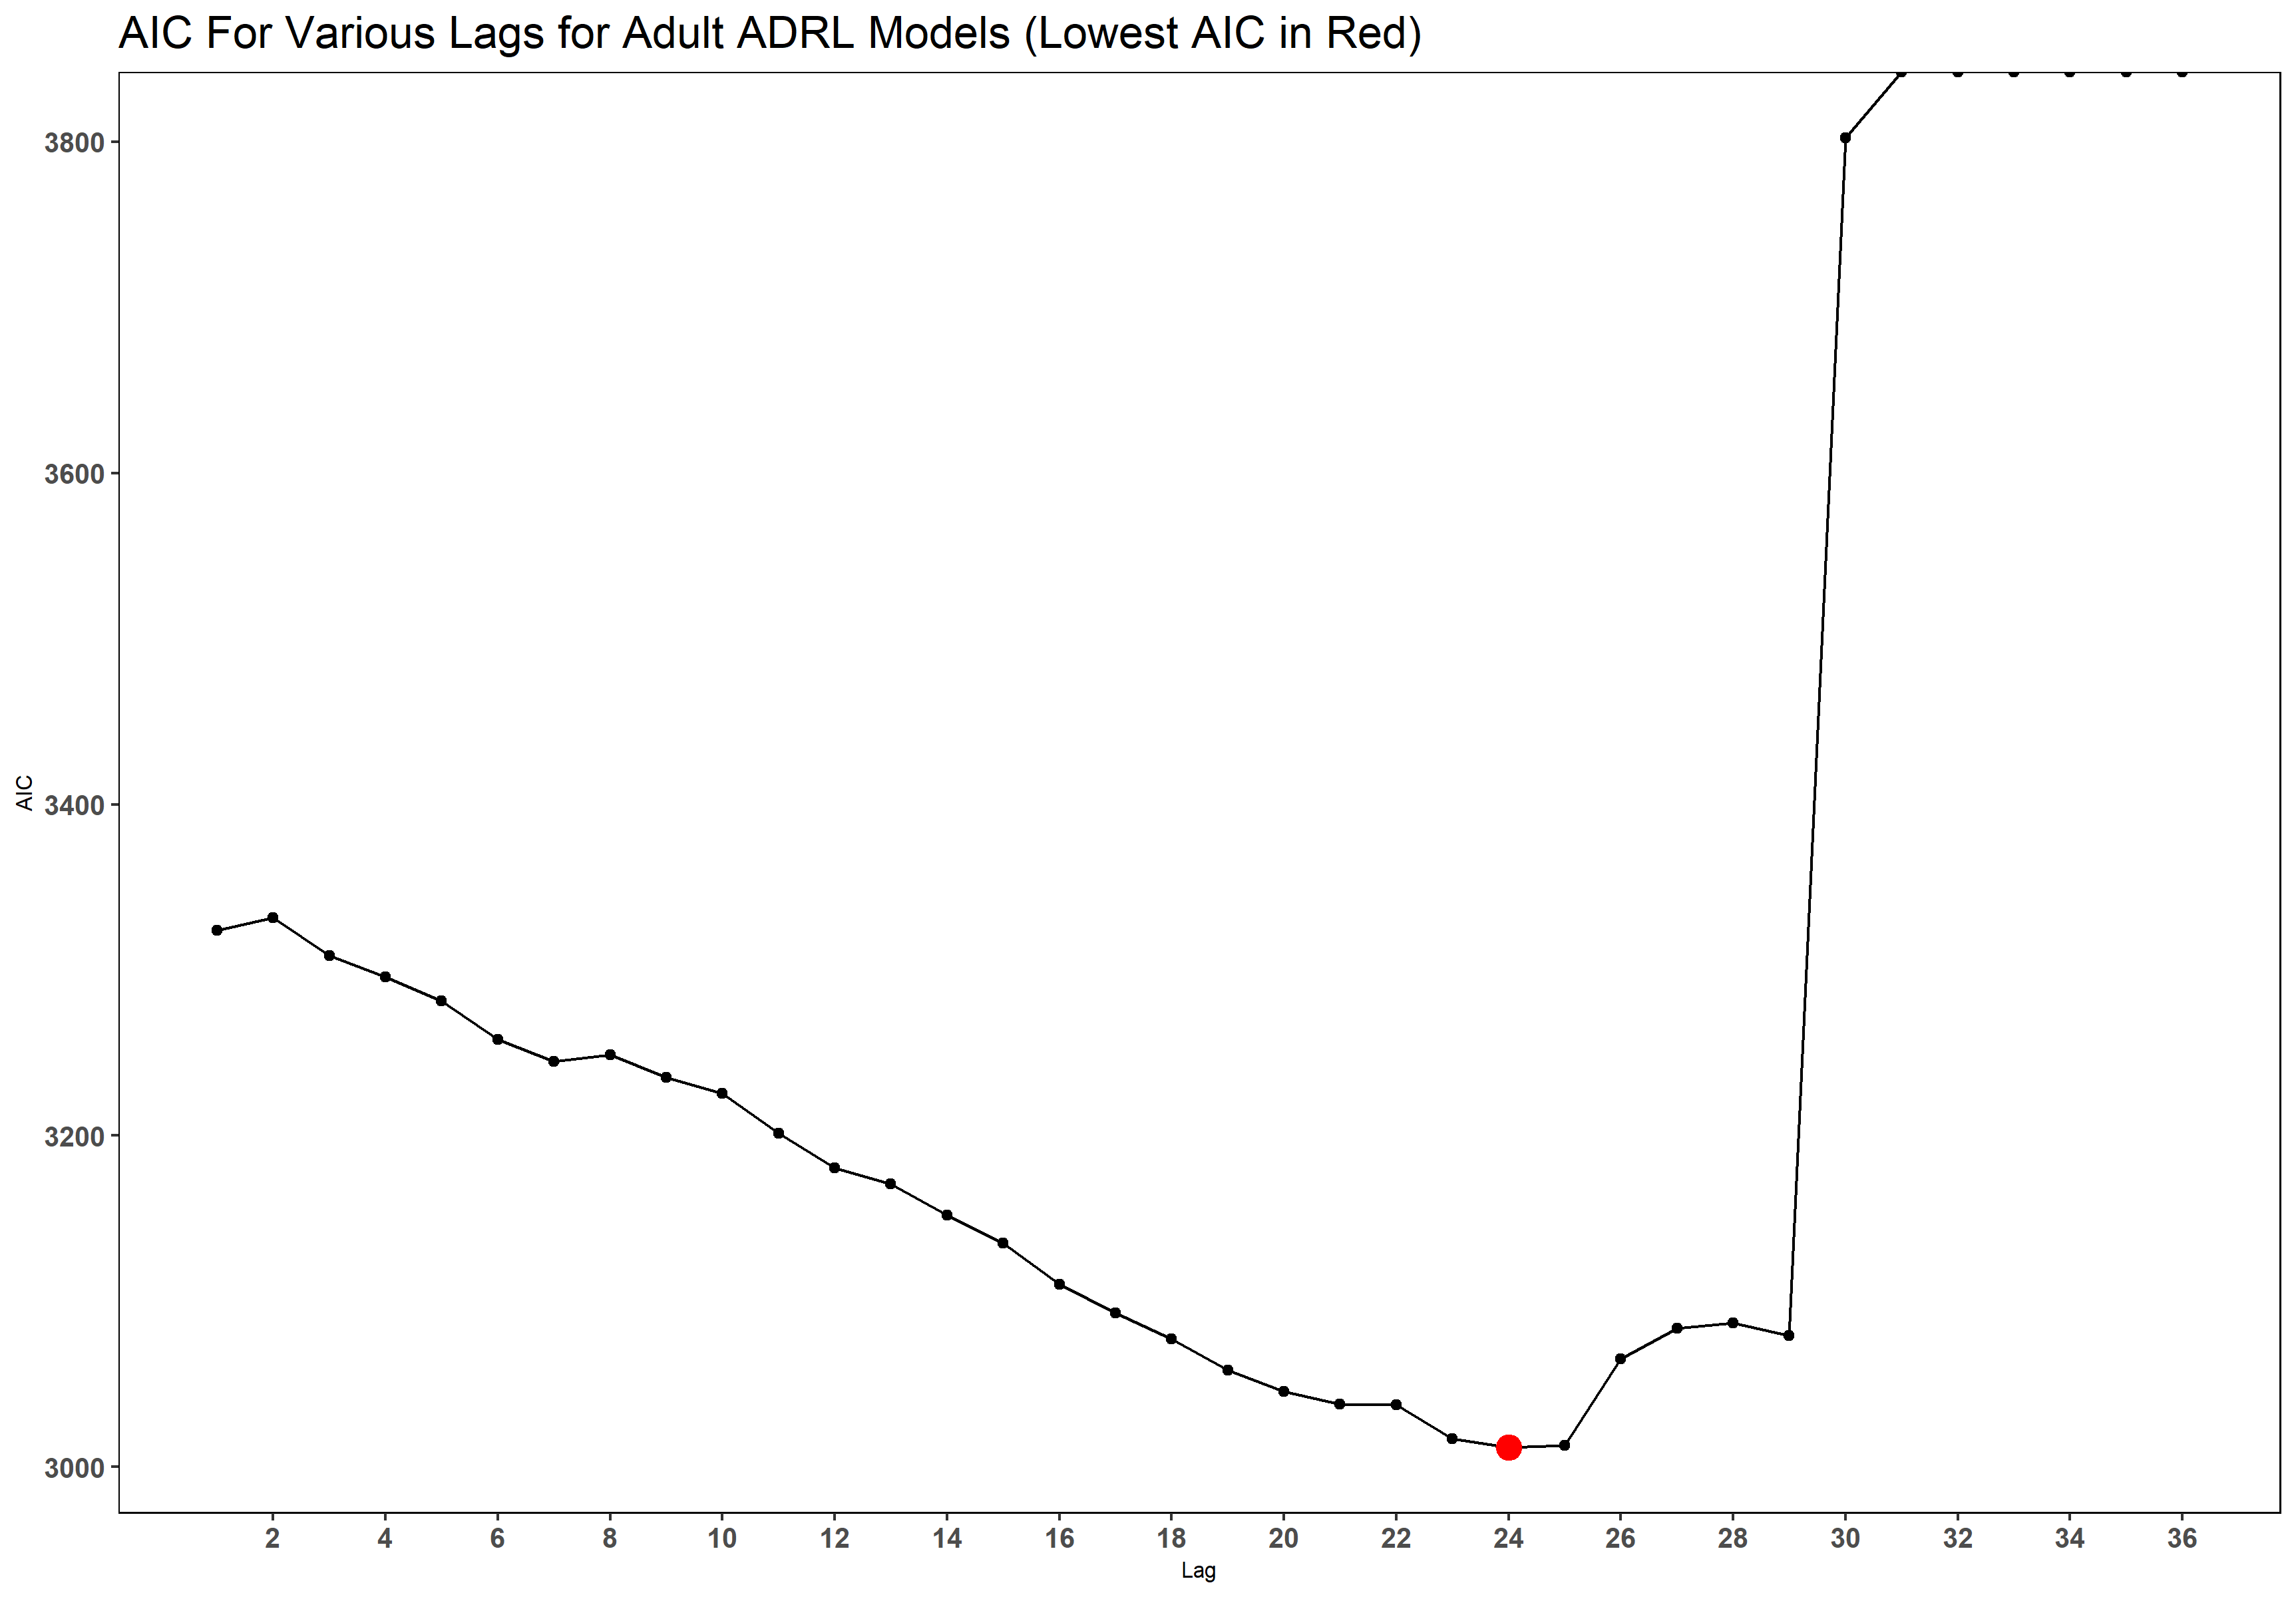 AIC For Various Lags for Adult ADRL Models (Lowest AIC in Red)
3800
3600
3400
3200
3000
AIC
2 4 6 8 10 12 14 16 18 20 22 24 26 28 30 32 34 36
Lag